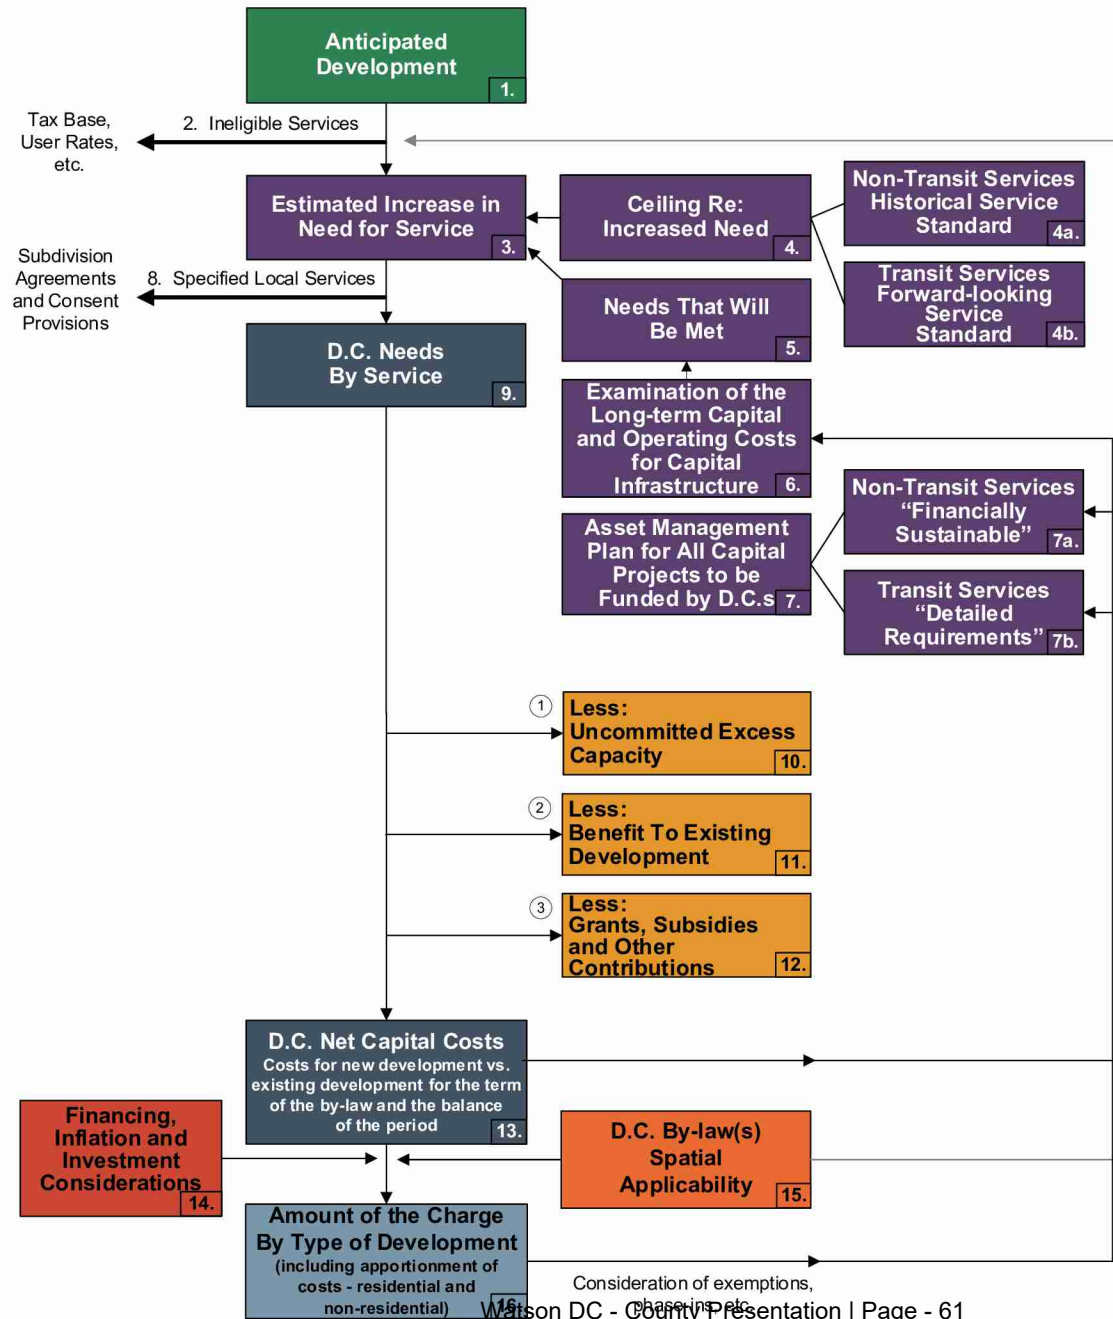 Anticipated
Development
1.
Tax Base,
User Rates,
etc.
2. Ineligible Services
Estimated Increase in
Need for Service
3.
Ceiling Re:
Increased Need
4.
Non-Transit Services
Historical Service
Standard
4a.
Transit Services
Forward-looking
Service
Standard
4b.
Subdivision
Agreements
and Consent
Provisions
8. Specified Local Services
Needs That Will
Be Met
5.
D.C. Needs
By Service
9.
Examination of the
Long-term Capital
and Operating Costs
for Capital
Infrastructure
6.
Non-Transit Services
“Financially
Sustainable”
7a.
Asset Management
Plan for All Capital
Projects to be
Funded by D.C.s
7.
Transit Services
“Detailed
Requirements”
7b.
1
Less:
Uncommitted Excess
Capacity
10.
2
Less:
Benefit To Existing
Development
11.
3
Less:
Grants, Subsidies
and Other
Contributions
12.
D.C. Net Capital Costs
Costs for new development vs.
existing development for the term
of the by-law and the balance
of the period
13.
Financing,
Inflation and
Investment
Considerations
14.
D.C. By-law(s)
Spatial
Applicability
15.
Amount of the Charge
By Type of Development
(including apportionment of
costs - residential and
non-residential)
16.
Consideration of exemptions,
phase-ins, etc.
Watson DC - County Presentation | Page - 61